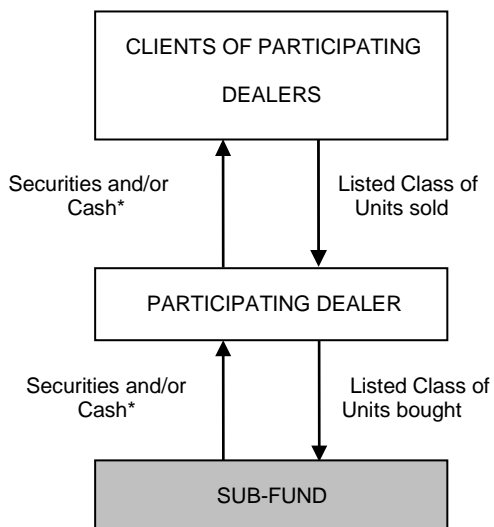 CLIENTS OF PARTICIPATING
DEALERS
Securities and/or
Cash*
Listed Class of
Units sold
PARTICIPATING DEALER
Securities and/or
Cash*
Listed Class of
Units bought
SUB-FUND